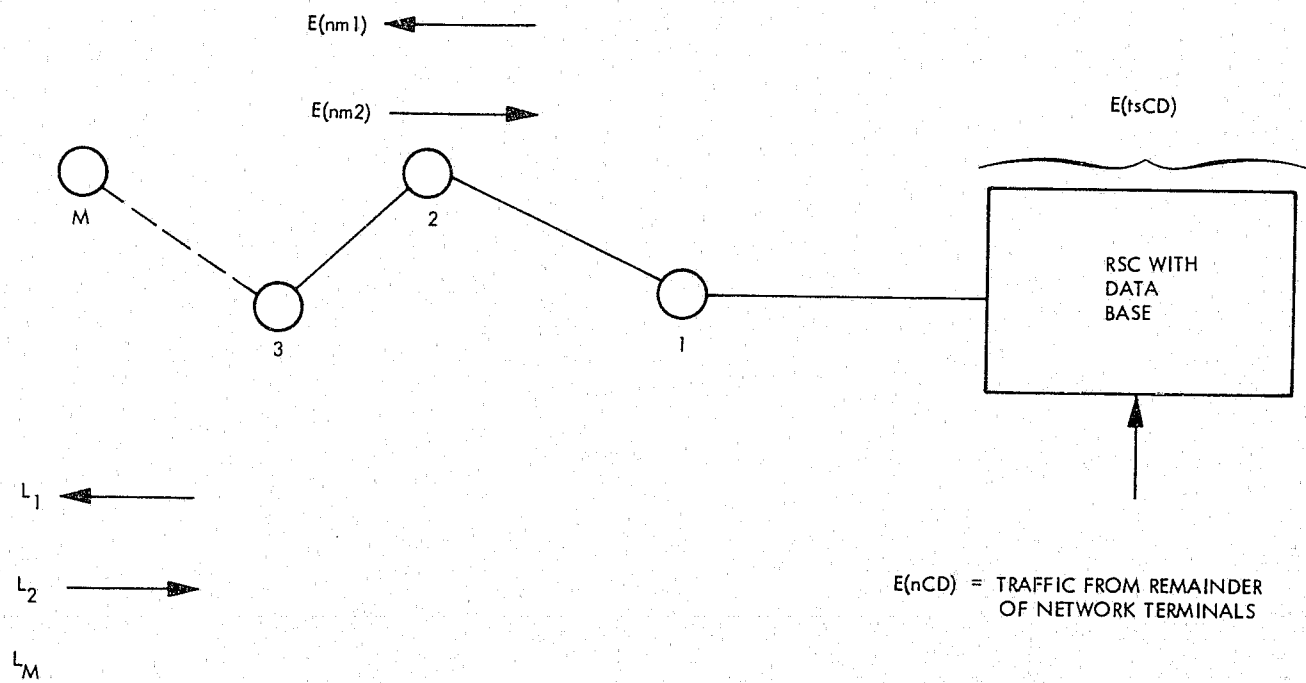 E(nm1)
E(nm2)
E(tsCD)
M
2
RSC WITH
DATA
BASE
3
1
L1
L2
E(nCD) = TRAFFIC FROM REMAINDER
OF NETWORK TERMINALS
LM